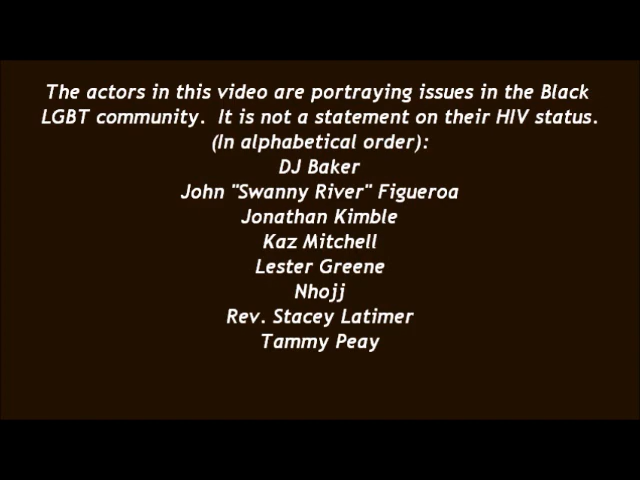 The actors in this video are portraying issues in the Black
LGBT community. It is not a statement on their HIV status.
(In alphabetical order):
DJ Baker
John "Swanny River" Figueroa
Jonathan Kimble
Kaz Mitchell
Lester Greene
Nhojj
Rev. Stacey Latimer
Tammy Peay